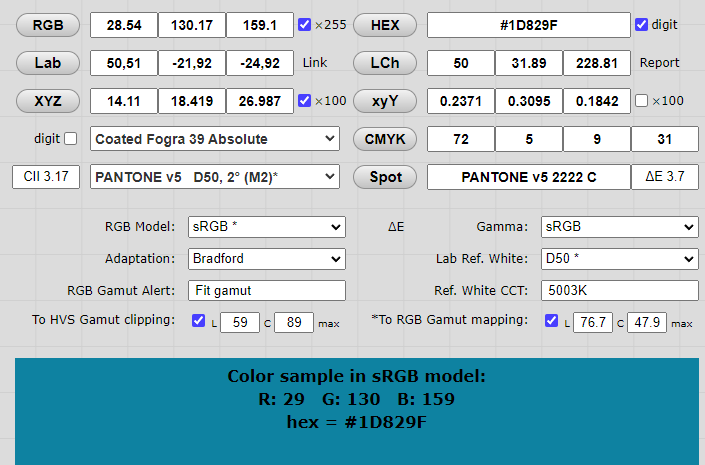 RGB 28.54 130.17 159.1 ×255 HEX #1D829F digit
Lab 50,51 -21,92 -24,92 Link LCh 50 31.89 228.81 Report
XYZ 14.11 18.419 26.987 ×100 xyY 0.2371 0.3095 0.1842 ×100
digit Coated Fogra 39 Absolute CMYK 72 5 9 31
CII 3.17 PANTONE v5 D50, 2° (M2)* Spot PANTONE v5 2222 C ΔE 3.7
RGB Model: sRGB * ΔE Gamma: sRGB
Adaptation: Bradford Lab Ref. White: D50 *
RGB Gamut Alert: Fit gamut Ref. White CCT: 5003K
To HVS Gamut clipping: L 59 C 89 max *To RGB Gamut mapping: L 76.7 C 47.9 max
Color sample in sRGB model:
R: 29 G: 130 B: 159
hex = #1D829F